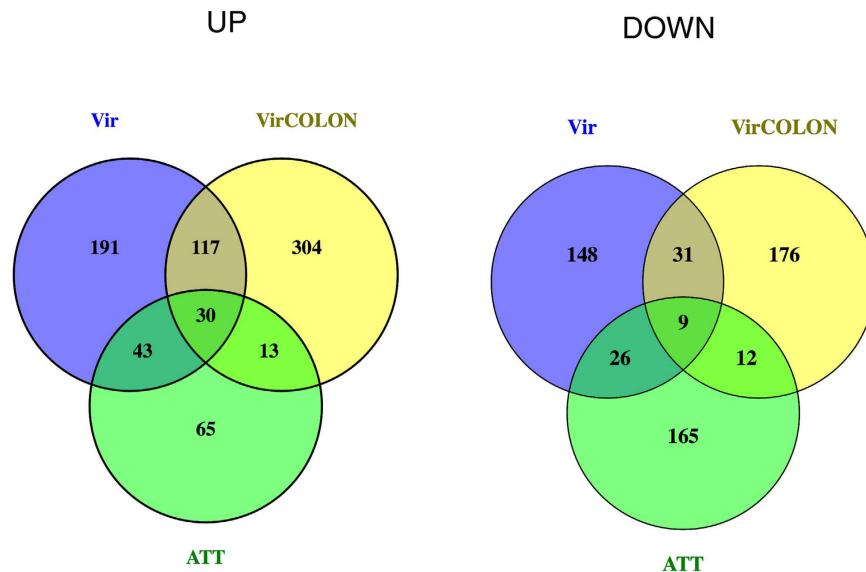 UP
DOWN
Vir
VirCOLON
191
117
304
30
43
13
65
ATT
Vir
VirCOLON
148
31
176
9
26
12
165
ATT